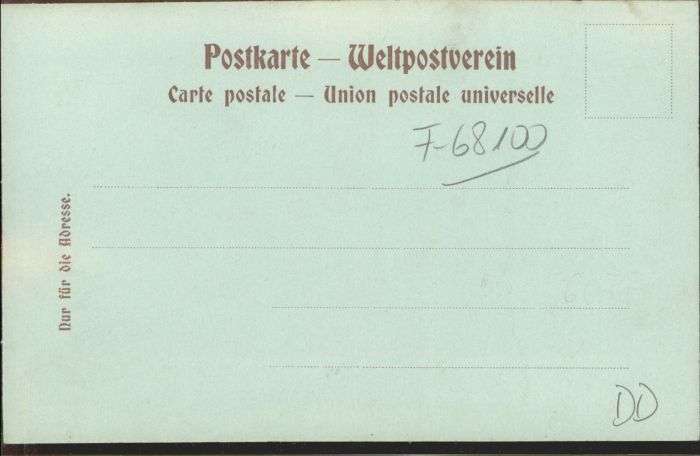 Postkarte — Weltpostverein
Carte postale — Union postale universelle
F-68100
Nur für die Adresse.
DD